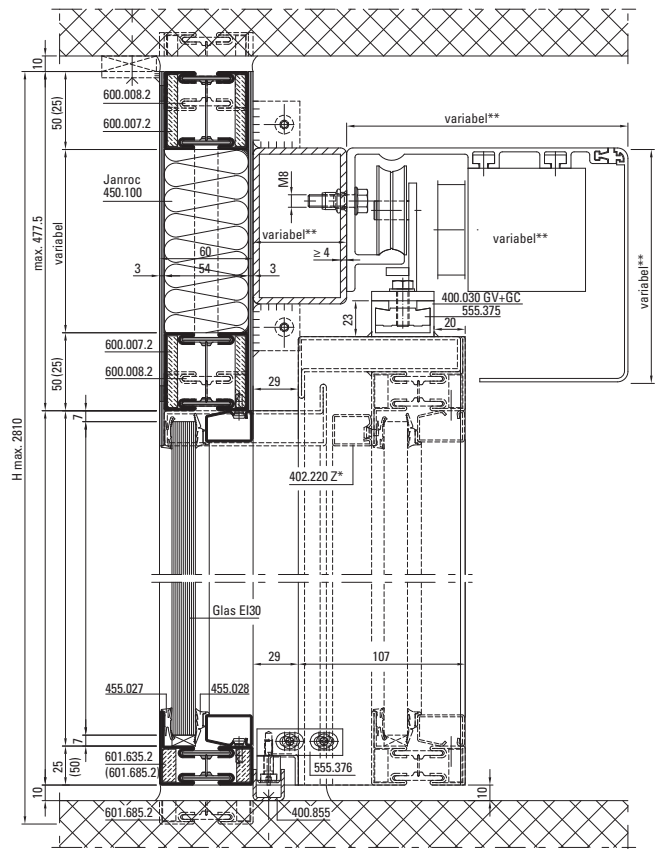 10
600.008.2
50 (25)
600.007.2
variabel**
Janroc
450.100
M8
max. 477.5
variabel
variabel**
variabel**
variabel**
60
3
54
3
≥ 4
400.030 GV+GC
555.375
23
20
600.007.2
600.008.2
50 (25)
29
7
H max. 2810
402.220 Z*
Glas EI30
29
107
455.027
455.028
7
601.635.2
(601.685.2)
25
(50)
555.376
10
10
601.685.2
400.855